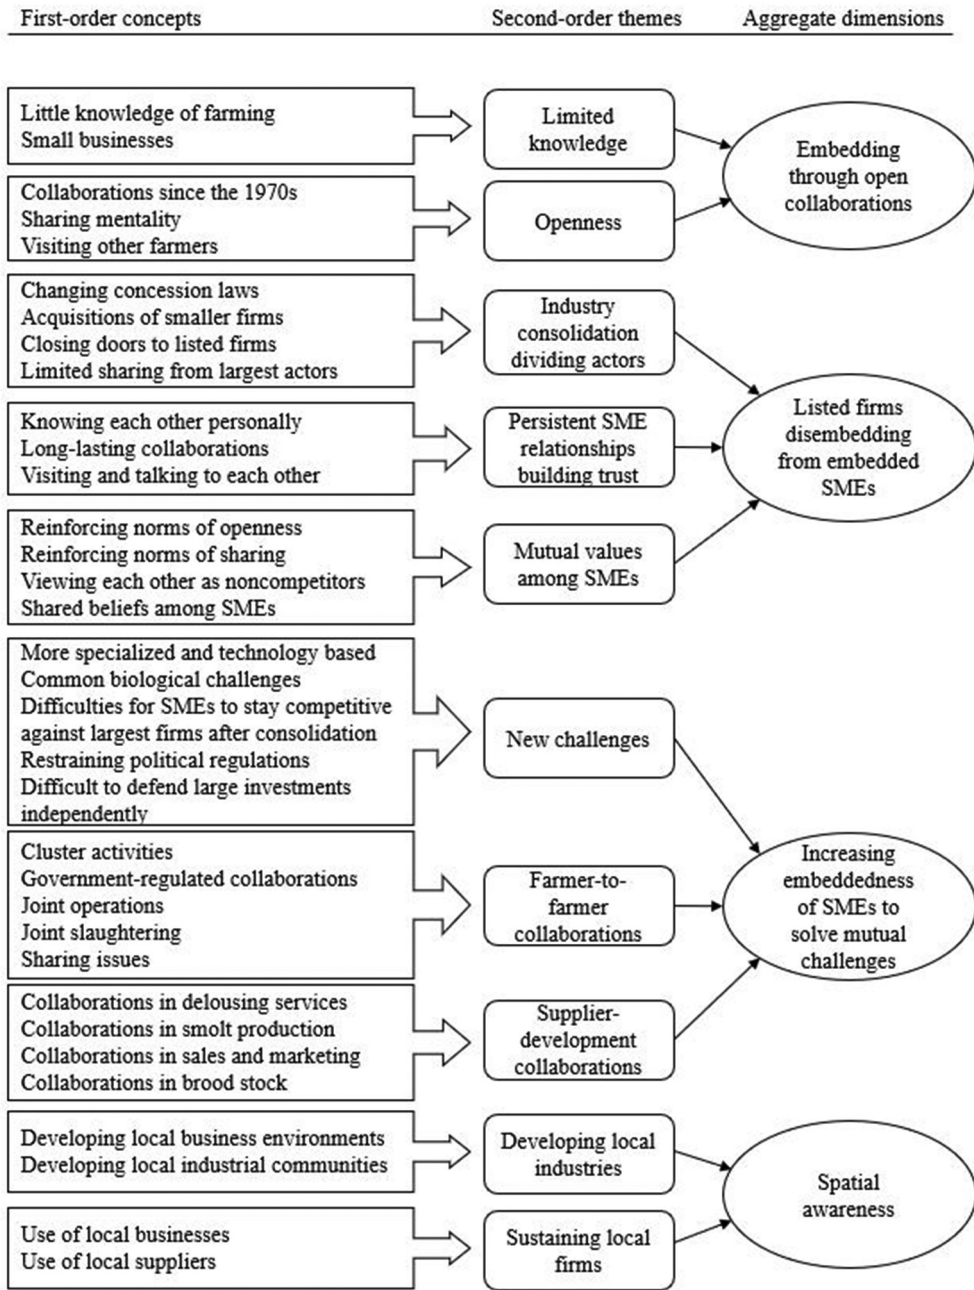 First-order concepts
Second-order themes
Aggregate dimensions
Little knowledge of farming
Small businesses
Limited
knowledge
Embedding
through open
collaborations
Collaborations since the 1970s
Sharing mentality
Visiting other farmers
Openness
Changing concession laws
Acquisitions of smaller firms
Closing doors to listed firms
Limited sharing from largest actors
Industry
consolidation
dividing actors
Listed firms
disembedding
from embedded
SMEs
Knowing each other personally
Long-lasting collaborations
Visiting and talking to each other
Persistent SME
relationships
building trust
Reinforcing norms of openness
Reinforcing norms of sharing
Viewing each other as noncompetitors
Shared beliefs among SMEs
Mutual values
among SMEs
More specialized and technology based
Common biological challenges
Difficulties for SMEs to stay competitive
against largest firms after consolidation
Restraining political regulations
Difficult to defend large investments
independently
New challenges
Increasing
embeddedness
of SMEs to
solve mutual
challenges
Cluster activities
Government-regulated collaborations
Joint operations
Joint slaughtering
Sharing issues
Farmer-to-
farmer
collaborations
Collaborations in delousing services
Collaborations in smolt production
Collaborations in sales and marketing
Collaborations in brood stock
Supplier-
development
collaborations
Developing local business environments
Developing local industrial communities
Developing local
industries
Spatial
awareness
Use of local businesses
Use of local suppliers
Sustaining local
firms